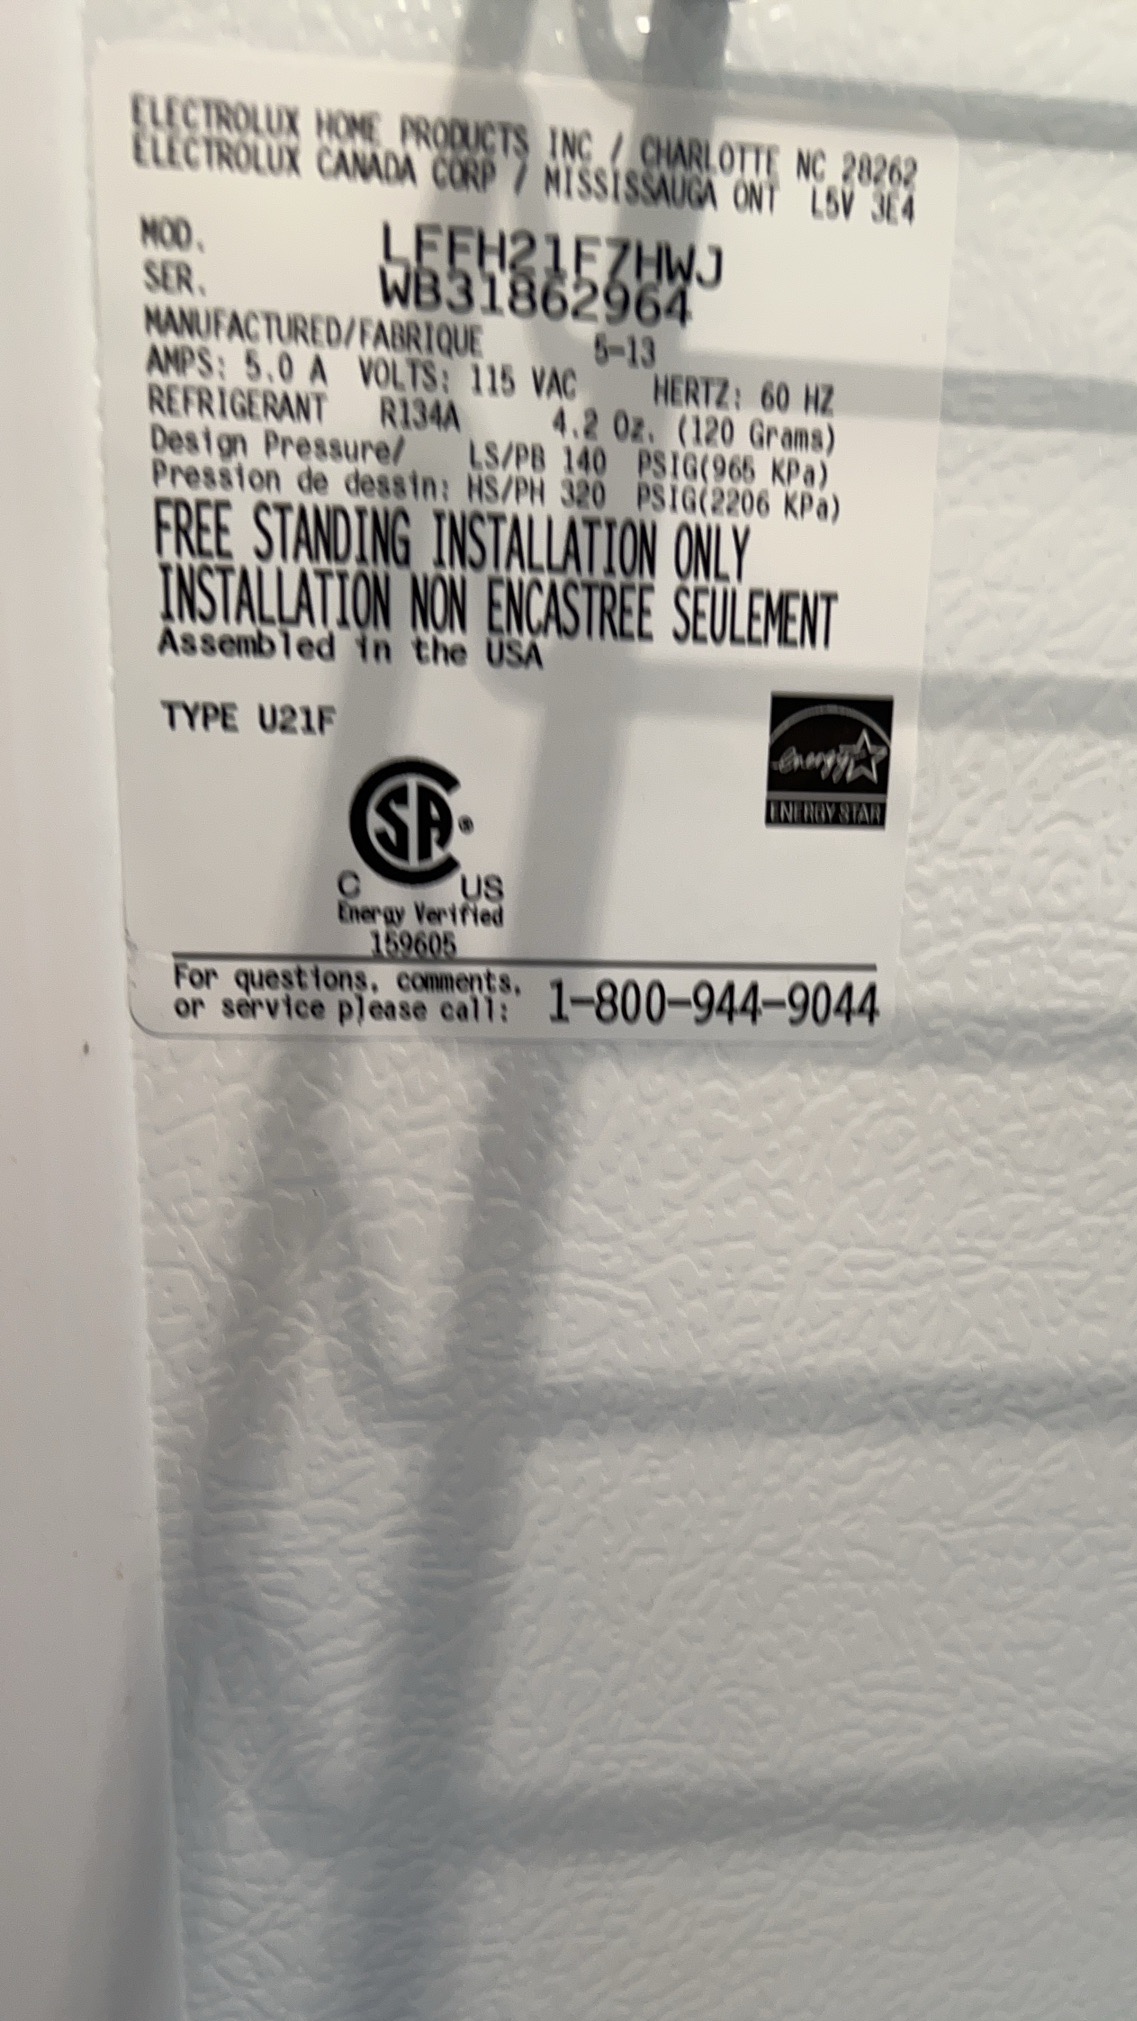 ELECTROLUX HOME PRODUCTS INC / CHARLOTTE NC 28262
ELECTROLUX CANADA CORP / MISSISSAUGA ONT L5V 3E4
MOD. LFFH21F7HWJ
SER. WB31862964
MANUFACTURED/FABRIQUE 5-13
AMPS: 5.0 A VOLTS: 115 VAC HERTZ: 60 HZ
REFRIGERANT R134A 4.2 Oz. (120 Grams)
Design Pressure/ LS/PB 140 PSIG(965 KPa)
Pression de dessin: HS/PH 320 PSIG(2206 KPa)
FREE STANDING INSTALLATION ONLY
INSTALLATION NON ENCASTREE SEULEMENT
Assembled in the USA
TYPE U21F
energy
ENERGY STAR
SA®
C US
Energy Verified
159605
For questions, comments,
or service please call: 1-800-944-9044